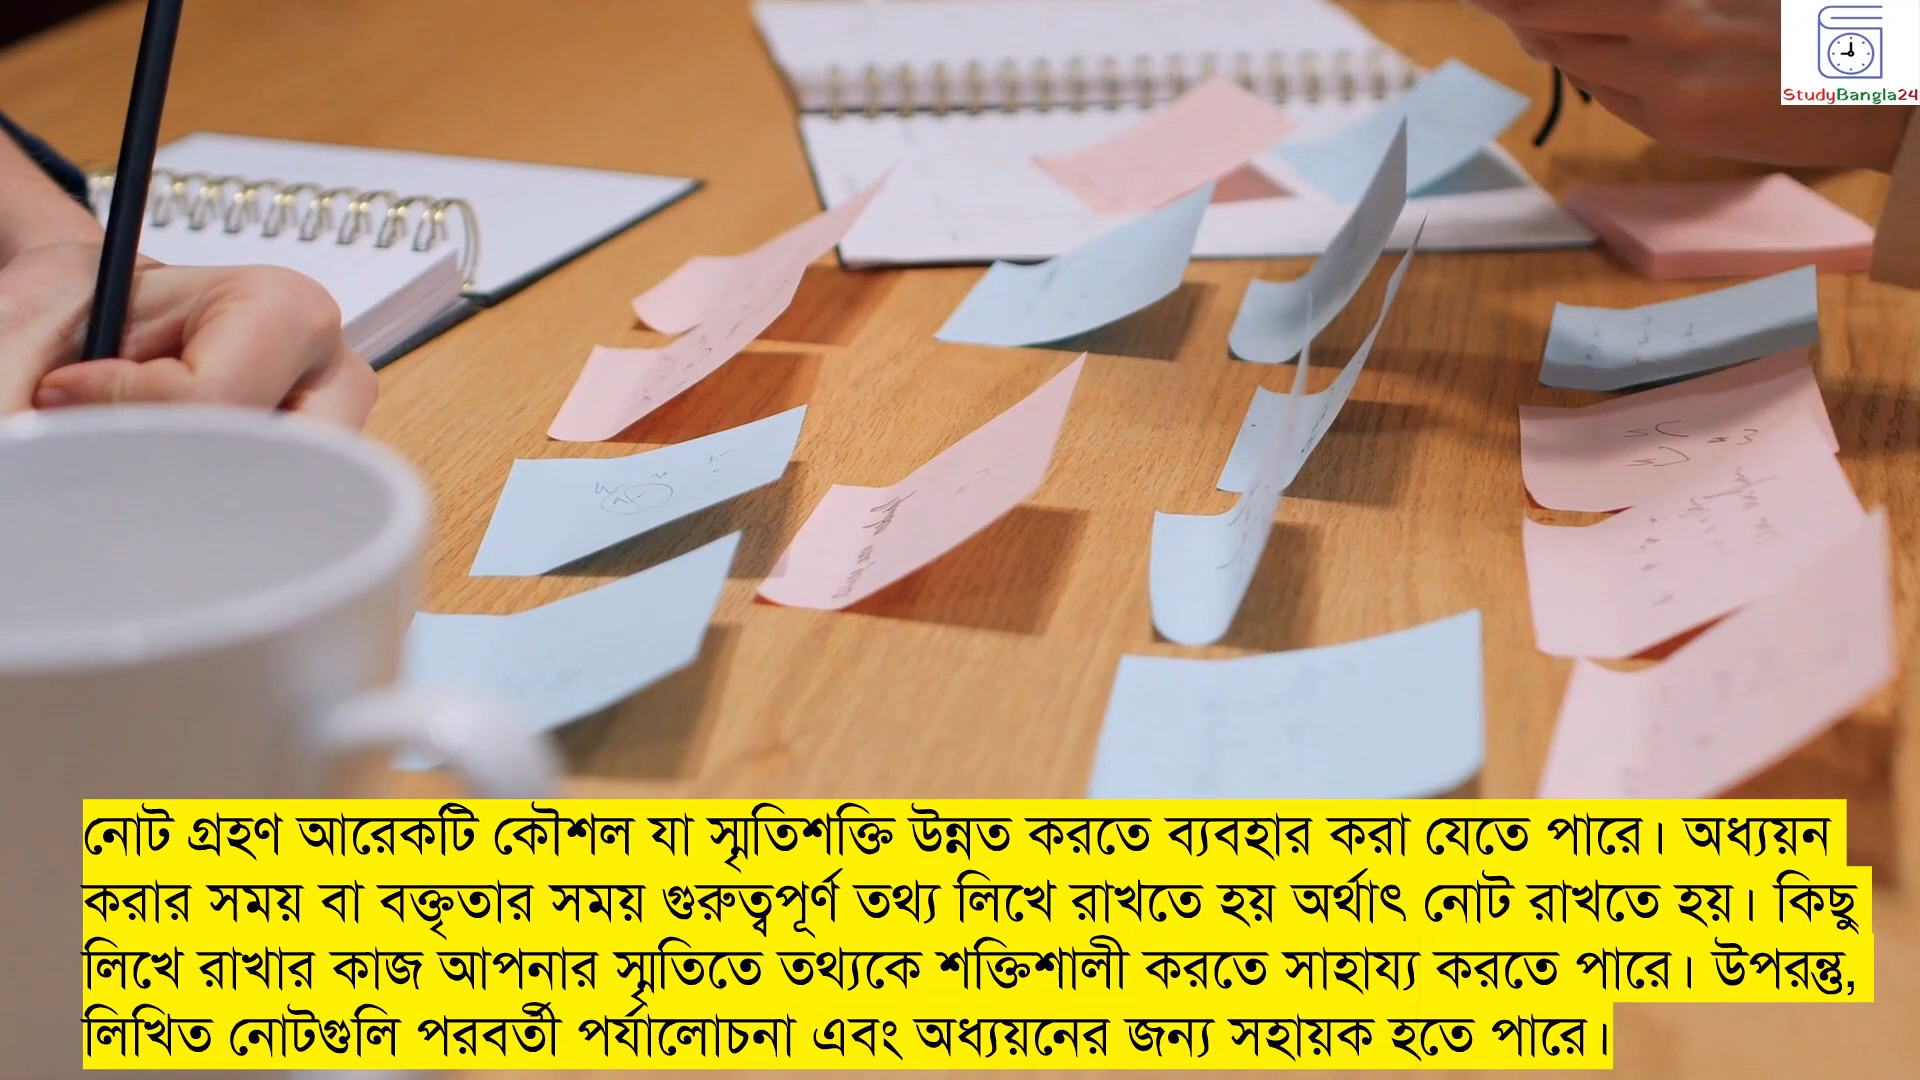 StudyBangla24
নোট গ্রহণ আরেকটি কৌশল যা স্মৃতিশক্তি উন্নত করতে ব্যবহার করা যেতে পারে। অধ্যয়ন
করার সময় বা বক্তৃতার সময় গুরুত্বপূর্ণ তথ্য লিখে রাখতে হয় অর্থাৎ নোট রাখতে হয়। কিছু
লিখে রাখার কাজ আপনার স্মৃতিতে তথ্যকে শক্তিশালী করতে সাহায্য করতে পারে। উপরন্তু,
লিখিত নোটগুলি পরবর্তী পর্যালোচনা এবং অধ্যয়নের জন্য সহায়ক হতে পারে।